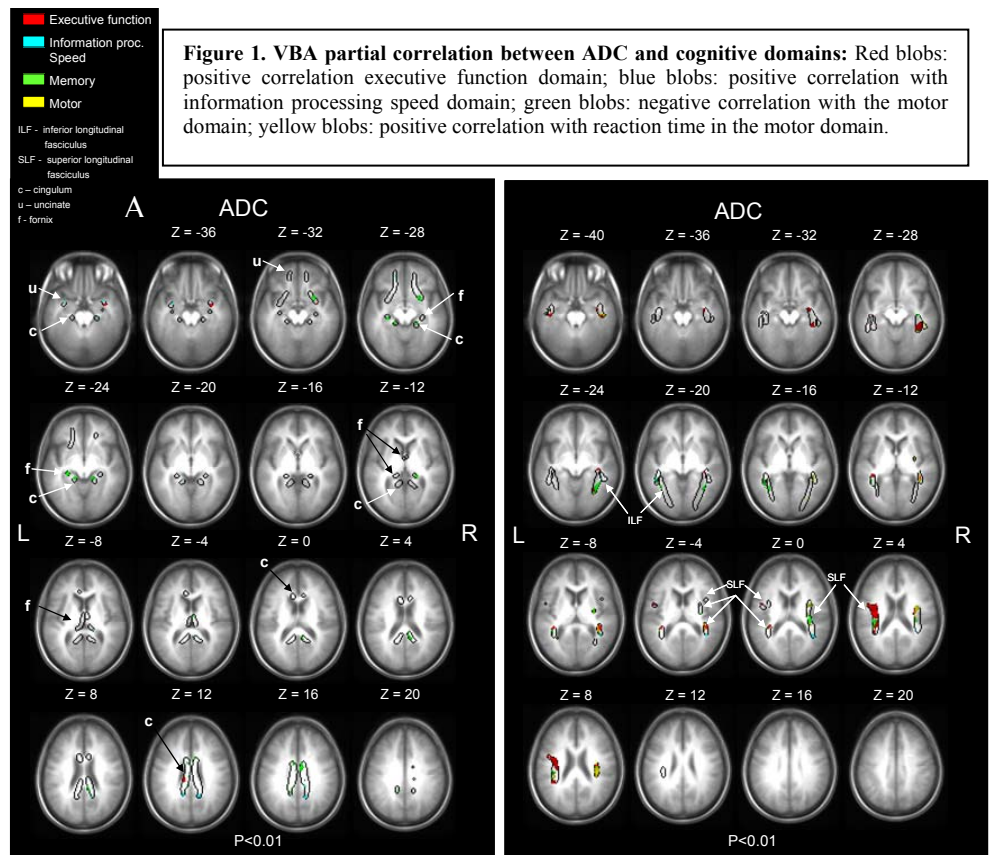 Executive function
Information proc.
Speed
Memory
Motor
ILF - inferior longitudinal
fasciculus
SLF - superior longitudinal
fasciculus
c – cingulum
u – uncinate
f - fornix
Figure 1. VBA partial correlation between ADC and cognitive domains: Red blobs:
positive correlation executive function domain; blue blobs: positive correlation with
information processing speed domain; green blobs: negative correlation with the motor
domain; yellow blobs: positive correlation with reaction time in the motor domain.
A ADC
Z = -36 Z = -32 Z = -28
u
u
f
c
c
Z = -24 Z = -20 Z = -16 Z = -12
f
f
c
c
L R
Z = -8 Z = -4 Z = 0 Z = 4
c
f
Z = 8 Z = 12 Z = 16 Z = 20
c
P<0.01
ADC
Z = -40 Z = -36 Z = -32 Z = -28
Z = -24 Z = -20 Z = -16 Z = -12
ILF
L R
Z = -8 Z = -4 Z = 0 Z = 4
SLF SLF
Z = 8 Z = 12 Z = 16 Z = 20
P<0.01